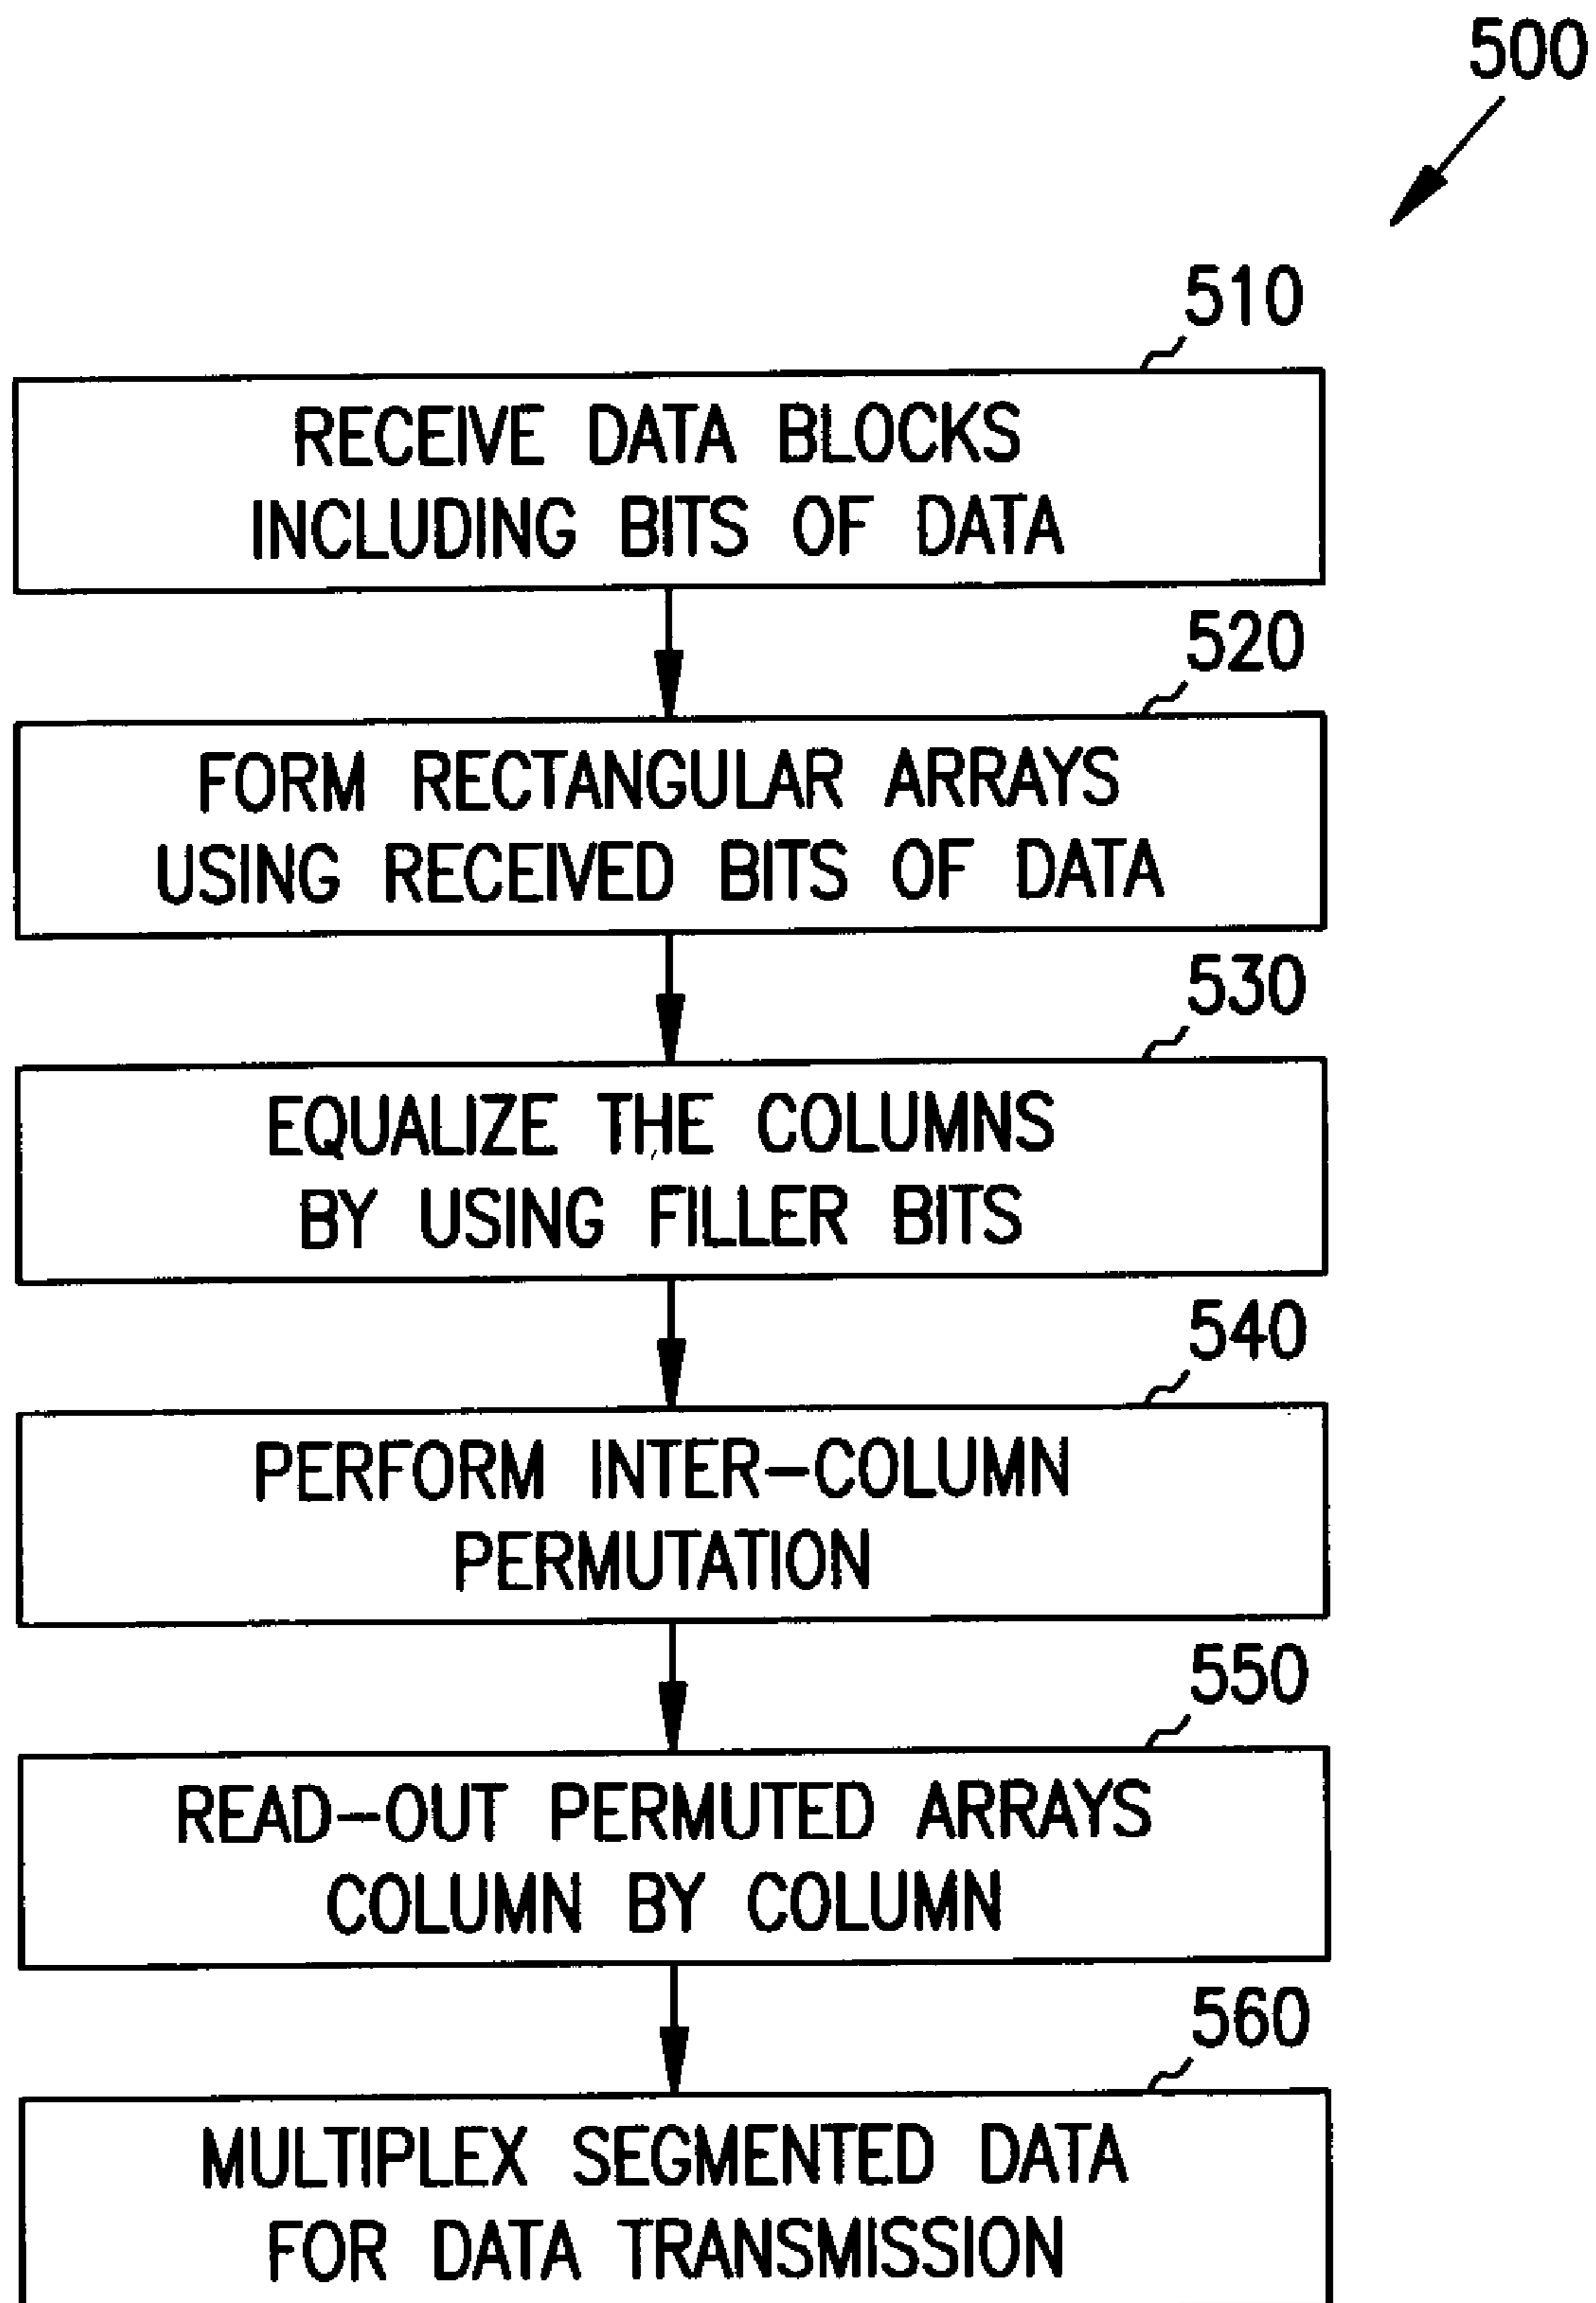 500
510
RECEIVE DATA BLOCKS
INCLUDING BITS OF DATA
520
FORM RECTANGULAR ARRAYS
USING RECEIVED BITS OF DATA
530
EQUALIZE THE COLUMNS
BY USING FILLER BITS
540
PERFORM INTER-COLUMN
PERMUTATION
550
READ-OUT PERMUTED ARRAYS
COLUMN BY COLUMN
560
MULTIPLEX SEGMENTED DATA
FOR DATA TRANSMISSION